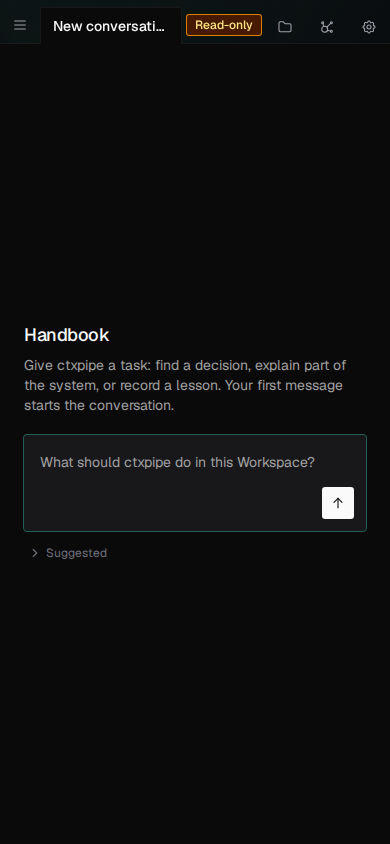 New conversati...
Read-only
Handbook
Give ctxpipe a task: find a decision, explain part of
the system, or record a lesson. Your first message
starts the conversation.
What should ctxpipe do in this Workspace?
Suggested